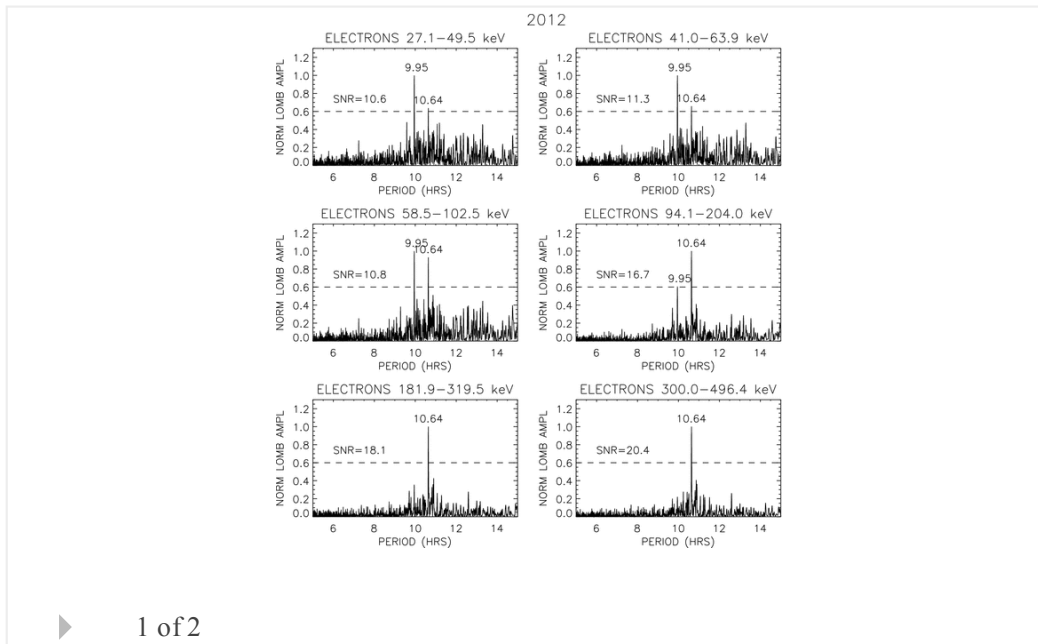 2012
ELECTRONS 27.1–49.5 keV
NORM LOMB AMPL
1.2
1.0
0.8
0.6
0.4
0.2
0.0
9.95
SNR=10.6
10.64
6 8 10 12 14
PERIOD (HRS)
ELECTRONS 41.0–63.9 keV
NORM LOMB AMPL
1.2
1.0
0.8
0.6
0.4
0.2
0.0
9.95
SNR=11.3
10.64
6 8 10 12 14
PERIOD (HRS)
ELECTRONS 58.5–102.5 keV
NORM LOMB AMPL
1.2
1.0
0.8
0.6
0.4
0.2
0.0
9.95
10.64
SNR=10.8
6 8 10 12 14
PERIOD (HRS)
ELECTRONS 94.1–204.0 keV
NORM LOMB AMPL
1.2
1.0
0.8
0.6
0.4
0.2
0.0
10.64
SNR=16.7
9.95
6 8 10 12 14
PERIOD (HRS)
ELECTRONS 181.9–319.5 keV
NORM LOMB AMPL
1.2
1.0
0.8
0.6
0.4
0.2
0.0
10.64
SNR=18.1
6 8 10 12 14
PERIOD (HRS)
ELECTRONS 300.0–496.4 keV
NORM LOMB AMPL
1.2
1.0
0.8
0.6
0.4
0.2
0.0
10.64
SNR=20.4
6 8 10 12 14
PERIOD (HRS)
1 of 2